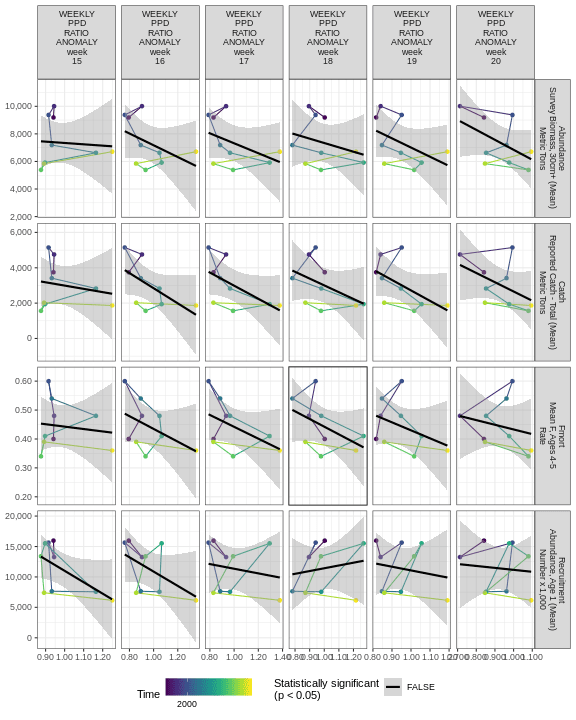 WEEKLY WEEKLY WEEKLY WEEKLY WEEKLY WEEKLY
PPD PPD PPD PPD PPD PPD
RATIO RATIO RATIO RATIO RATIO RATIO
ANOMALY ANOMALY ANOMALY ANOMALY ANOMALY ANOMALY
week week week week week week
15 16 17 18 19 20
10,000
8,000
6,000
4,000
2,000
Abundance
Survey Biomass, 30cm+ (Mean)
Metric Tons
6,000
4,000
2,000
0
Catch
Reported Catch - Total (Mean)
Metric Tons
0.60
0.50
0.40
0.30
0.20
Fmort
Mean F, Ages 4-5
Rate
20,000
15,000
10,000
5,000
0
Recruitment
Abundance, Age 1 (Mean)
Number x 1,000
0.90 1.00 1.10 1.20 0.80 1.00 1.20 0.80 1.00 1.20 1.40 0.80 0.90 1.00 1.10 1.20 0.80 0.90 1.00 1.10 0.800 0.900 1.000 1.100
Time
2000
Statistically significant
(p < 0.05)
FALSE